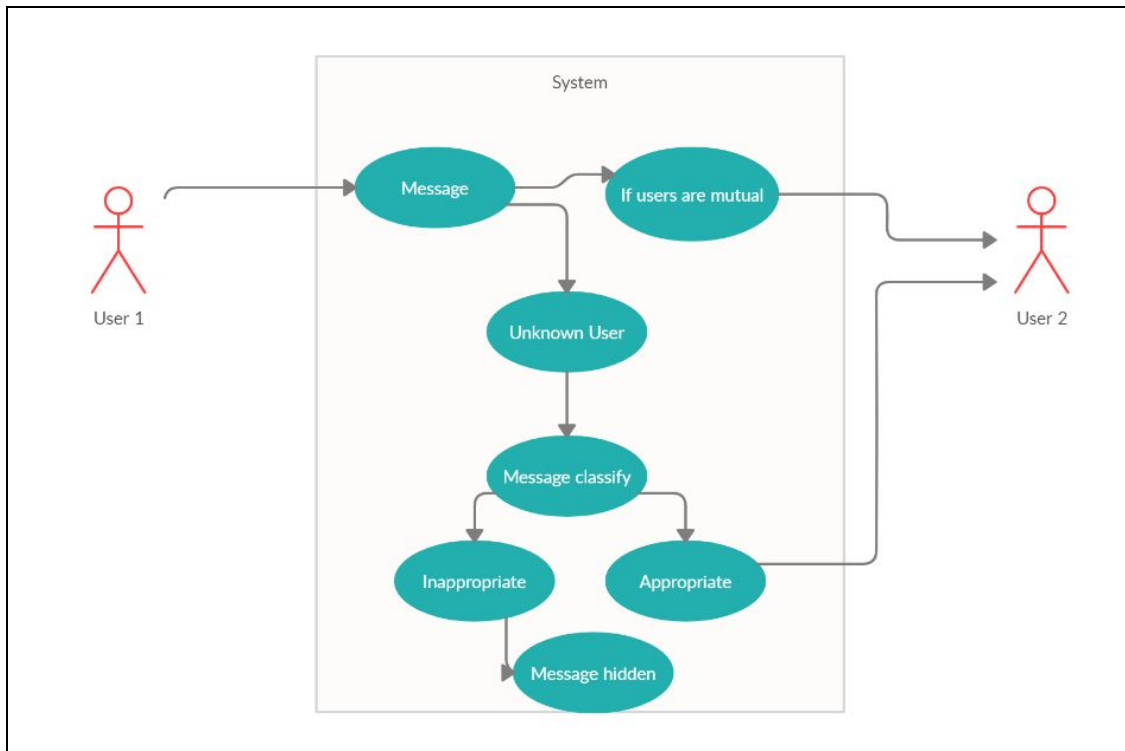 System
Message
If users are mutual
User 1
User 2
Unknown User
Message classify
Inappropriate
Appropriate
Message hidden